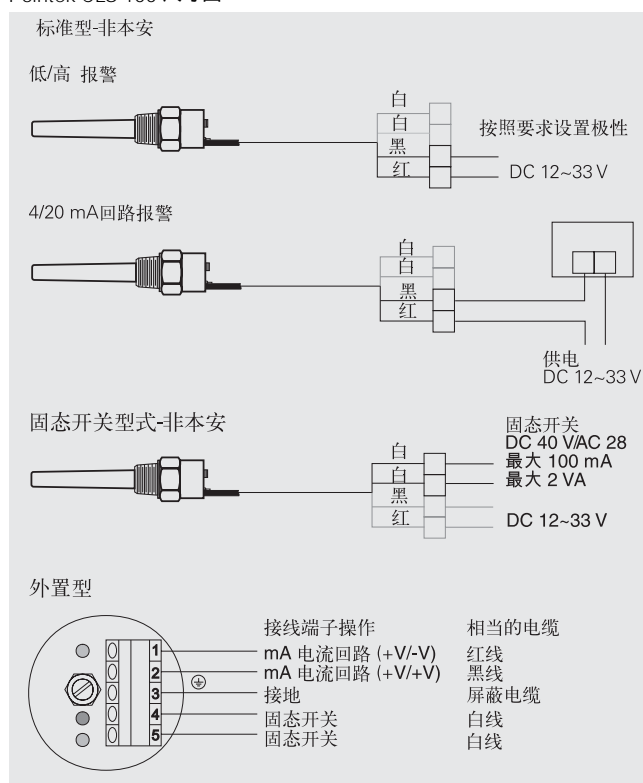 标准型-非本安
低/高 报警
白
白
黑
红
按照要求设置极性
DC 12~33 V
4/20 mA回路报警
白
白
黑
红
供电
DC 12~33 V
固态开关型式-非本安
白
白
黑
红
固态开关
DC 40 V/AC 28
最大 100 mA
最大 2 VA
DC 12~33 V
外置型
接线端子操作 相当的电缆
1 mA 电流回路 (+V/-V) 红线
2 mA 电流回路 (+V/+V) 黑线
3 接地 屏蔽电缆
4 固态开关 白线
5 固态开关 白线